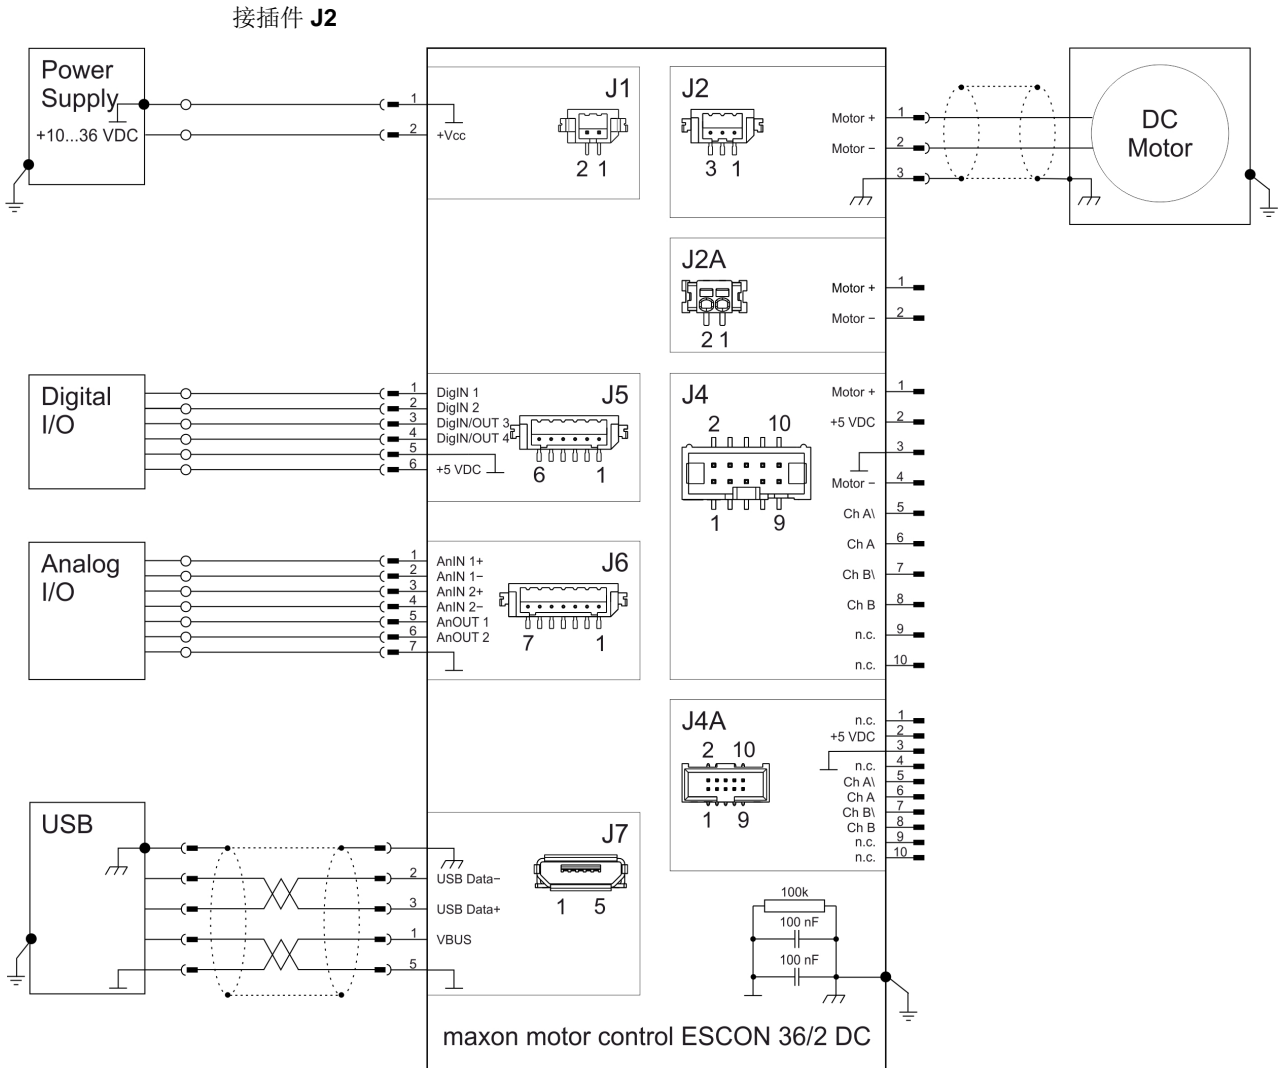 接插件 J2
Power
Supply
+10...36 VDC
1
2
+Vcc
J1
2 1
J2
3 1
Motor +
Motor −
1
2
3
DC
Motor
J2A
2 1
Motor +
Motor −
1
2
Digital
I/O
1
2
3
4
5
6
DigIN 1
DigIN 2
DigIN/OUT 3
DigIN/OUT 4
+5 VDC
J5
6 1
J4
2 10
1 9
Motor +
+5 VDC
Motor −
Ch A\
Ch A
Ch B\
Ch B
n.c.
n.c.
1
2
3
4
5
6
7
8
9
10
Analog
I/O
1
2
3
4
5
6
7
AnIN 1+
AnIN 1−
AnIN 2+
AnIN 2−
AnOUT 1
AnOUT 2
J6
7 1
J4A
2 10
1 9
n.c.
+5 VDC
n.c.
Ch A\
Ch A
Ch B\
Ch B
n.c.
n.c.
1
2
3
4
5
6
7
8
9
10
USB
2
3
1
5
USB Data−
USB Data+
VBUS
J7
1 5
100k
100 nF
100 nF
maxon motor control ESCON 36/2 DC